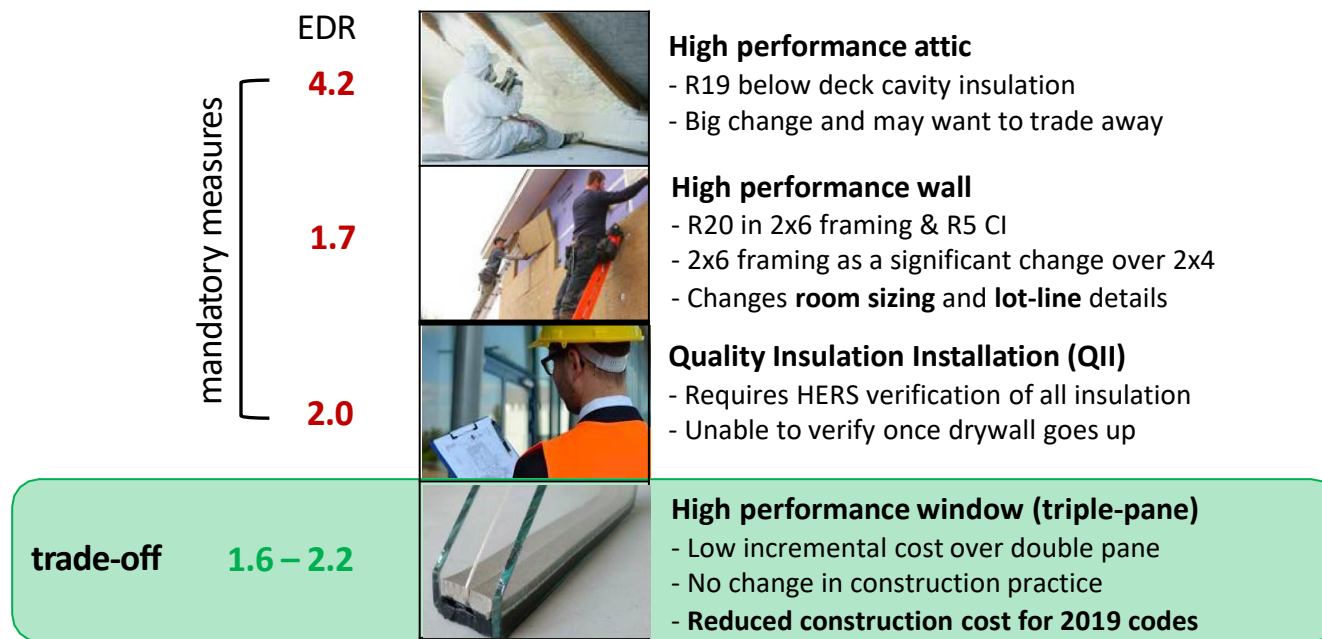 EDR
mandatory measures
4.2
High performance attic
- R19 below deck cavity insulation
- Big change and may want to trade away
1.7
High performance wall
- R20 in 2x6 framing & R5 CI
- 2x6 framing as a significant change over 2x4
- Changes room sizing and lot-line details
2.0
Quality Insulation Installation (QII)
- Requires HERS verification of all insulation
- Unable to verify once drywall goes up
trade-off 1.6 – 2.2
High performance window (triple-pane)
- Low incremental cost over double pane
- No change in construction practice
- Reduced construction cost for 2019 codes